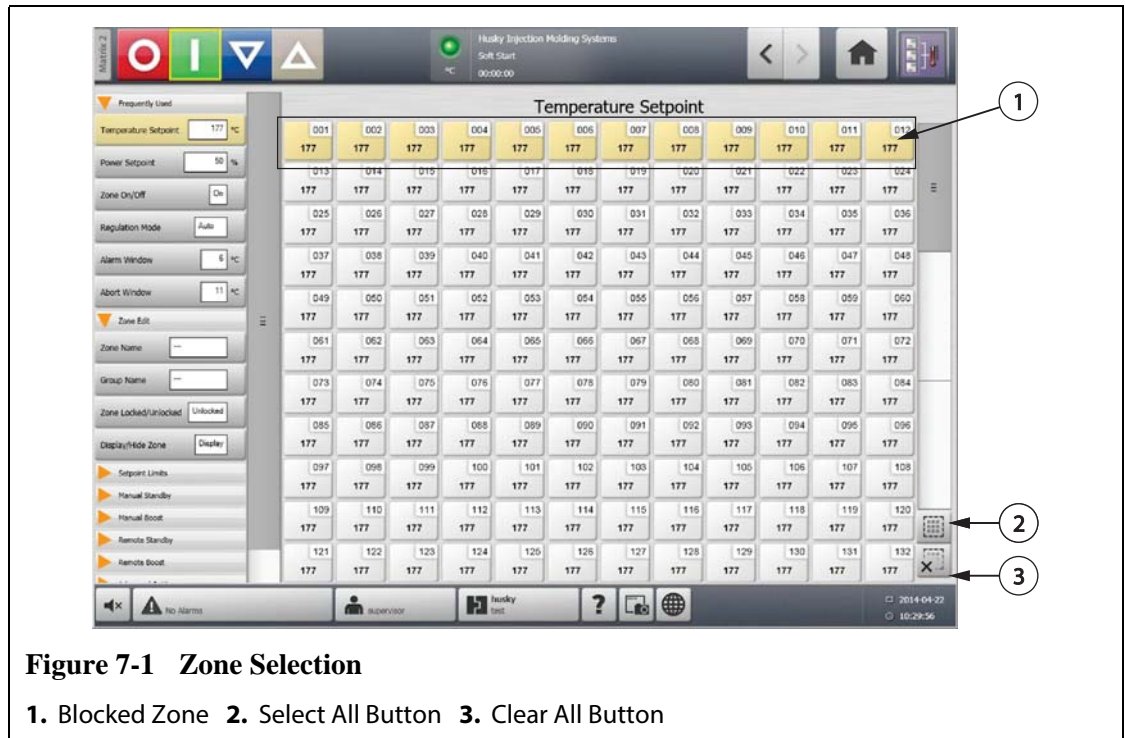 Matrix 2
Husky Injection Molding Systems
Soft Start
°C 00:00:00
Frequently Used
Temperature Setpoint 177 °C
Power Setpoint 50 %
Zone On/Off On
Regulation Mode Auto
Alarm Window 6 °C
Abort Window 11 °C
Zone Edit
Zone Name ---
Group Name ---
Zone Locked/Unlocked Unlocked
Display/Hide Zone Display
Setpoint Limits
Manual Standby
Manual Boost
Remote Standby
Remote Boost
Temperature Setpoint
001 002 003 004 005 006 007 008 009 010 011 012
177 177 177 177 177 177 177 177 177 177 177 177
013 014 015 016 017 018 019 020 021 022 023 024
177 177 177 177 177 177 177 177 177 177 177 177
025 026 027 028 029 030 031 032 033 034 035 036
177 177 177 177 177 177 177 177 177 177 177 177
037 038 039 040 041 042 043 044 045 046 047 048
177 177 177 177 177 177 177 177 177 177 177 177
049 050 051 052 053 054 055 056 057 058 059 060
177 177 177 177 177 177 177 177 177 177 177 177
061 062 063 064 065 066 067 068 069 070 071 072
177 177 177 177 177 177 177 177 177 177 177 177
073 074 075 076 077 078 079 080 081 082 083 084
177 177 177 177 177 177 177 177 177 177 177 177
085 086 087 088 089 090 091 092 093 094 095 096
177 177 177 177 177 177 177 177 177 177 177 177
097 098 099 100 101 102 103 104 105 106 107 108
177 177 177 177 177 177 177 177 177 177 177 177
109 110 111 112 113 114 115 116 117 118 119 120
177 177 177 177 177 177 177 177 177 177 177 177
121 122 123 124 125 126 127 128 129 130 131 132
177 177 177 177 177 177 177 177 177 177 177 177
1
2
3
No Alarms
supervisor
husky
test
?
2014-04-22
10:29:56
Figure 7-1 Zone Selection
1. Blocked Zone 2. Select All Button 3. Clear All Button